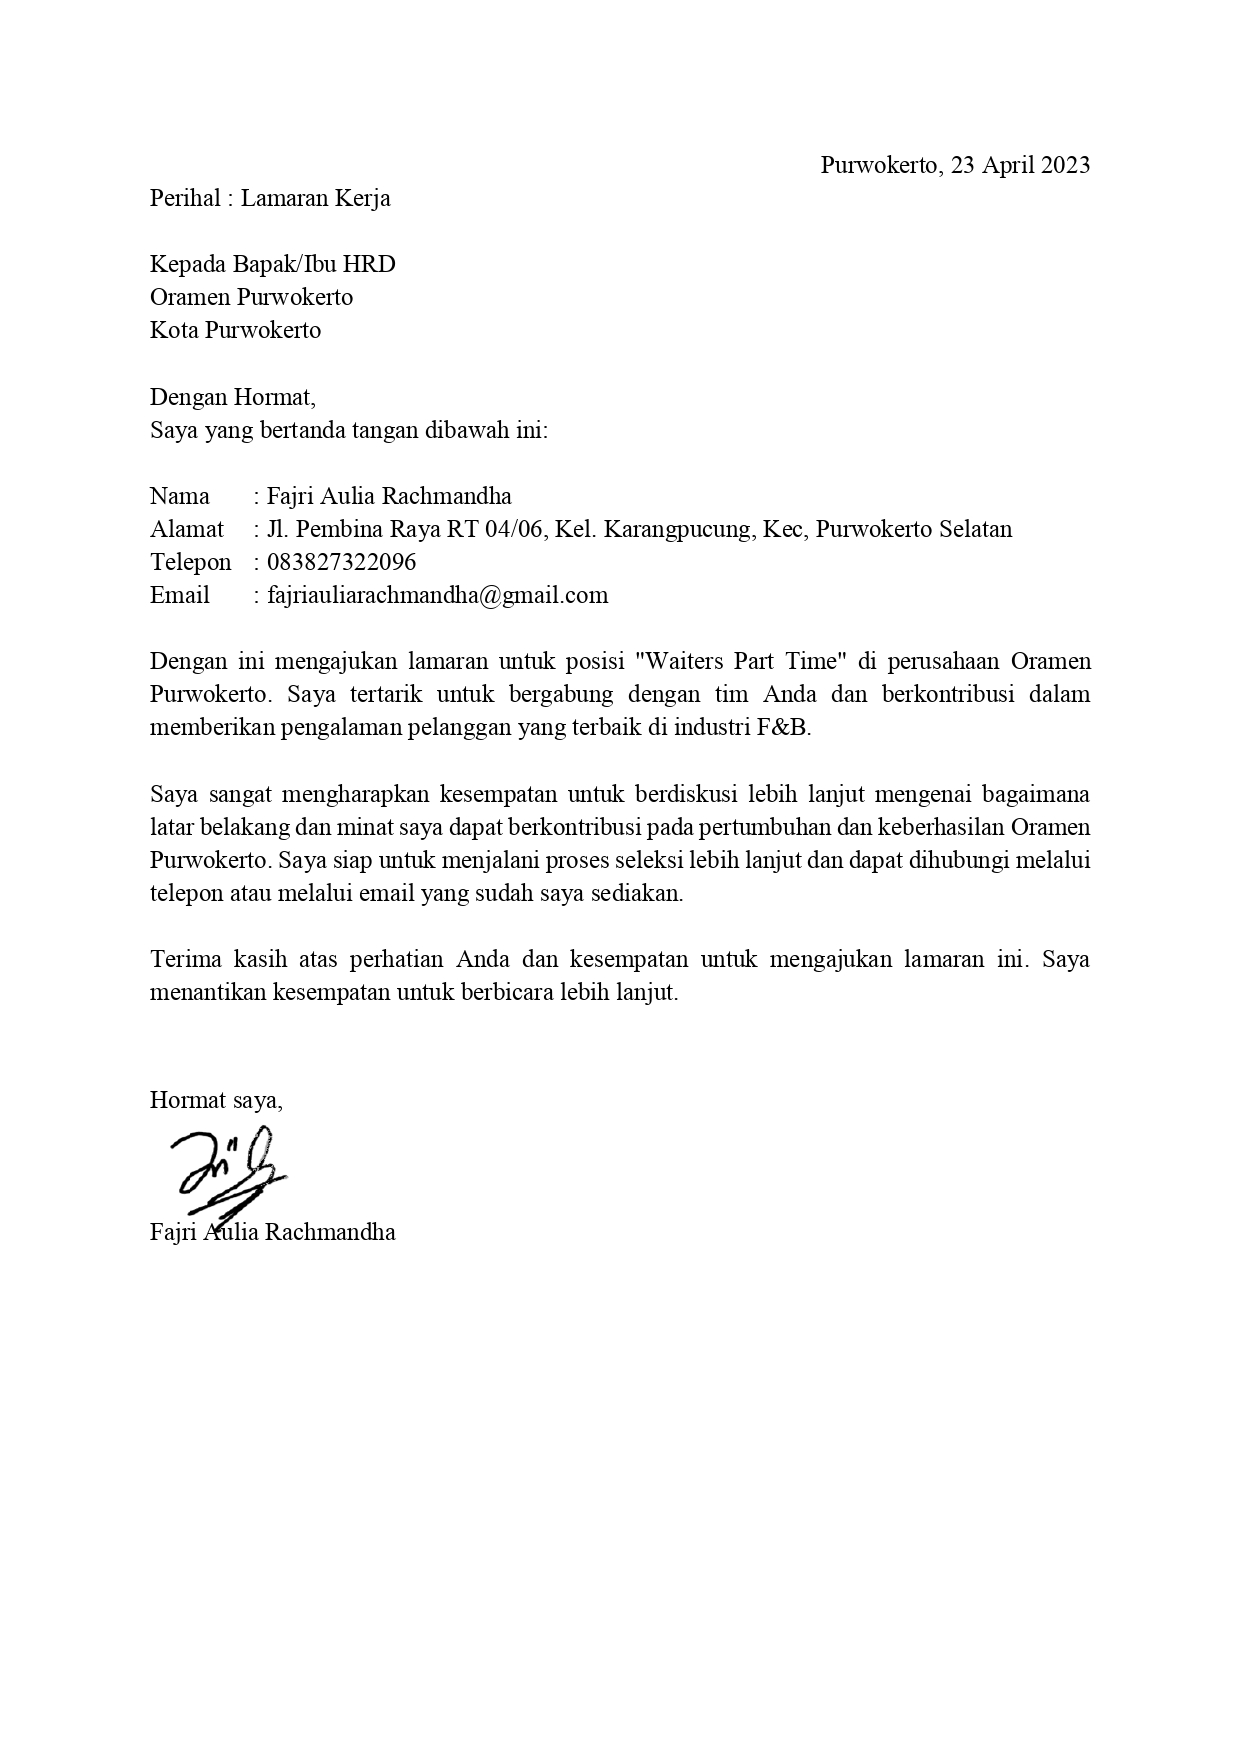 Purwokerto, 23 April 2023
Perihal : Lamaran Kerja
Kepada Bapak/Ibu HRD
Oramen Purwokerto
Kota Purwokerto
Dengan Hormat,
Saya yang bertanda tangan dibawah ini:
Nama : Fajri Aulia Rachmandha
Alamat : Jl. Pembina Raya RT 04/06, Kel. Karangpucung, Kec, Purwokerto Selatan
Telepon : 083827322096
Email : fajriauliarachmandha@gmail.com
Dengan ini mengajukan lamaran untuk posisi "Waiters Part Time" di perusahaan Oramen
Purwokerto. Saya tertarik untuk bergabung dengan tim Anda dan berkontribusi dalam
memberikan pengalaman pelanggan yang terbaik di industri F&B.
Saya sangat mengharapkan kesempatan untuk berdiskusi lebih lanjut mengenai bagaimana
latar belakang dan minat saya dapat berkontribusi pada pertumbuhan dan keberhasilan Oramen
Purwokerto. Saya siap untuk menjalani proses seleksi lebih lanjut dan dapat dihubungi melalui
telepon atau melalui email yang sudah saya sediakan.
Terima kasih atas perhatian Anda dan kesempatan untuk mengajukan lamaran ini. Saya
menantikan kesempatan untuk berbicara lebih lanjut.
Hormat saya,
Fajri Aulia Rachmandha